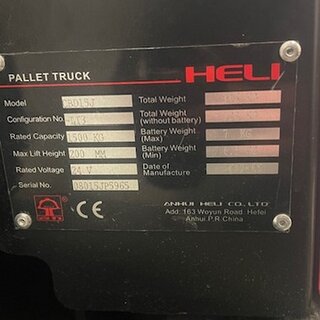 PALLET TRUCK HELI
Model CBD15J Total Weight
Configuration No. Total Weight (without battery)
Rated Capacity 1500 KG Battery Weight (Max) KG
Max Lift Height 200 MM Battery Weight (Min)
Rated Voltage 24 V Date of Manufacture
Serial No.
CE
ANHUI HELI CO., LTD
Add: 163 Woyun Road. Hefei
Anhui P.R.China